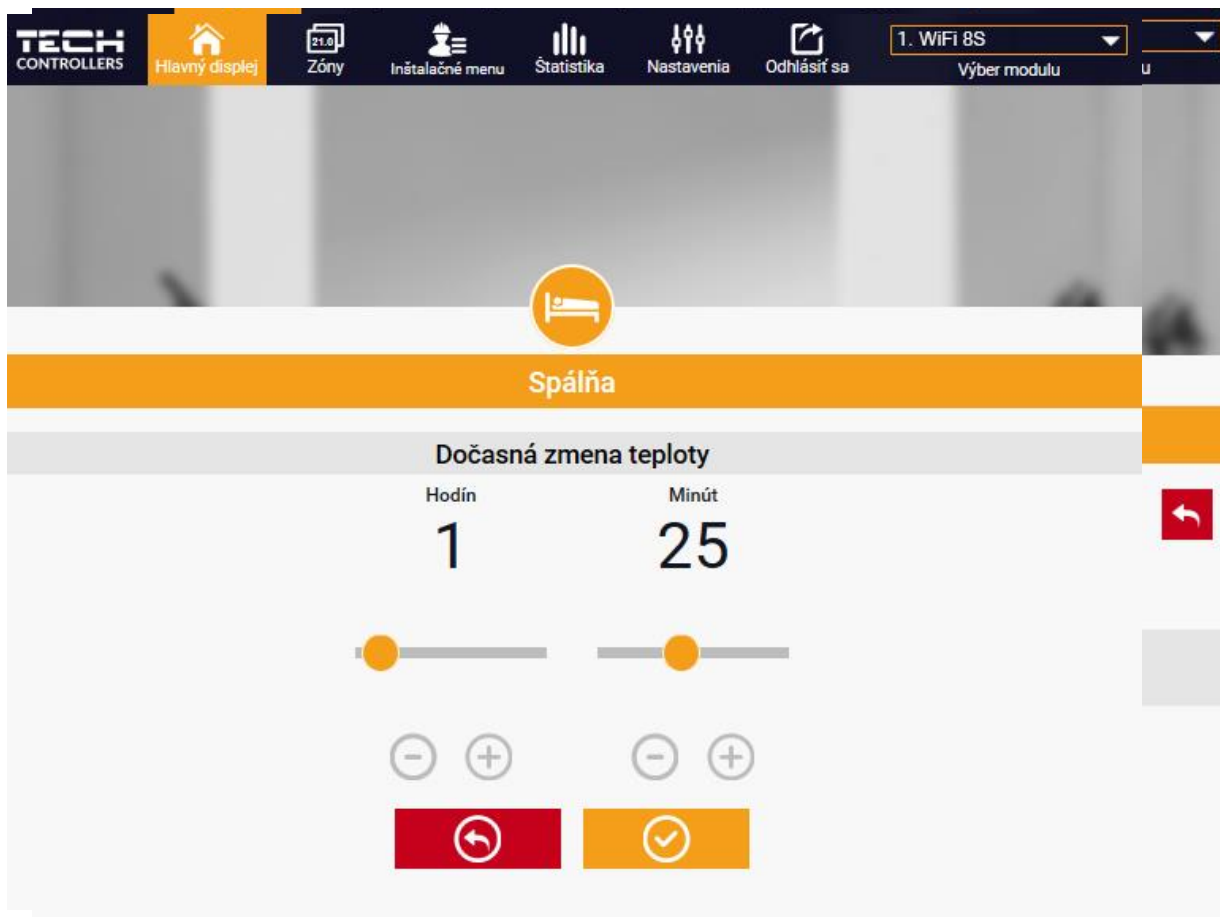 TECH
CONTROLLERS
Hlavný displej
21.0
Zóny
Inštalačné menu
Štatistika
Nastavenia
Odhlásiť sa
1. WiFi 8S
Výber modulu
u
Spálňa
Dočasná zmena teploty
Hodín
Minút
1
25